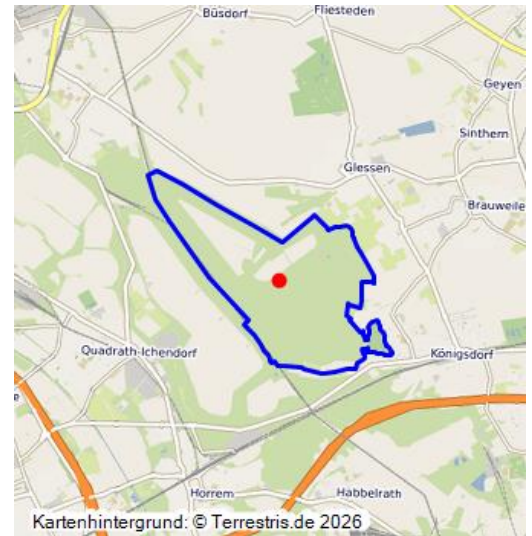 Büsdorf
Fliesteden
Geyen
Sinthern
Glessen
Brauweile
Quadrath-Ichendorf
Königsdorf
Horrem
Habbelrath
Kartenhintergrund: © Terrestris.de 2026